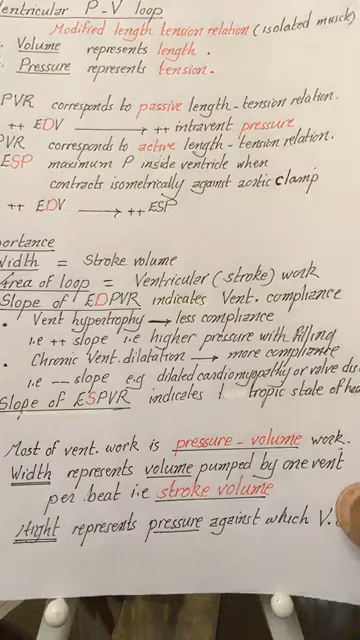 entricular P-V loop
Modified length tension relation (isolated muscle
. Volume represents length.
. Pressure represents tension.
PVR corresponds to passive length-tension relation.
++ EDV → ++ intravent pressure
PVR corresponds to active length-tension relation.
ESP maximum P inside ventricle when
contracts isometrically against aortic clamp
++ EDV → ++ ESP
portance
Width = Stroke volume
Area of loop = Ventricular (stroke) work
Slope of EDPVR indicates Vent. compliance
. Vent hypertrophy → less compliance
i.e ++ slope i.e higher pressure with filling
. Chronic Vent. dilatation → more compliance
i.e -- slope e.g dilated cardiomyopathy or valve dis
Slope of ESPVR indicates tropic state of hea
Most of vent. work is pressure-volume work.
Width represents volume pumped by one vent
per beat i.e stroke volume
Hight represents pressure against which V.